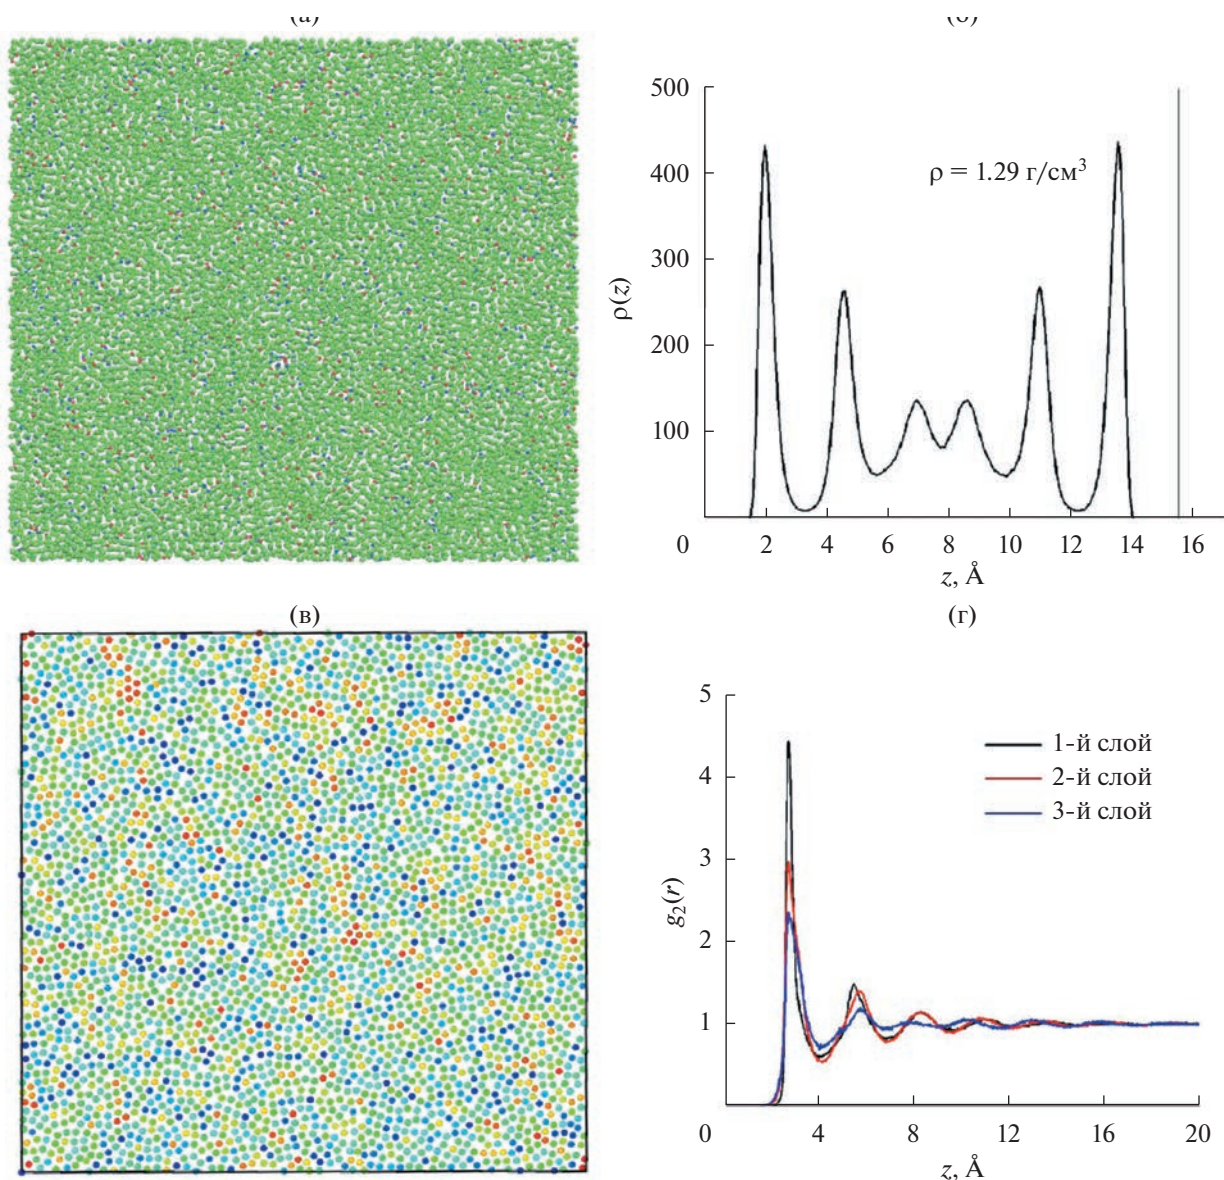 (а)
(б)
500
400
300
200
100
0
2
4
6
8
10
12
14
16
ρ(z)
ρ = 1.29 г/см³
z, Å
(в)
(г)
5
4
3
2
1
0
4
8
12
16
20
g₂(r)
1-й слой
2-й слой
3-й слой
z, Å